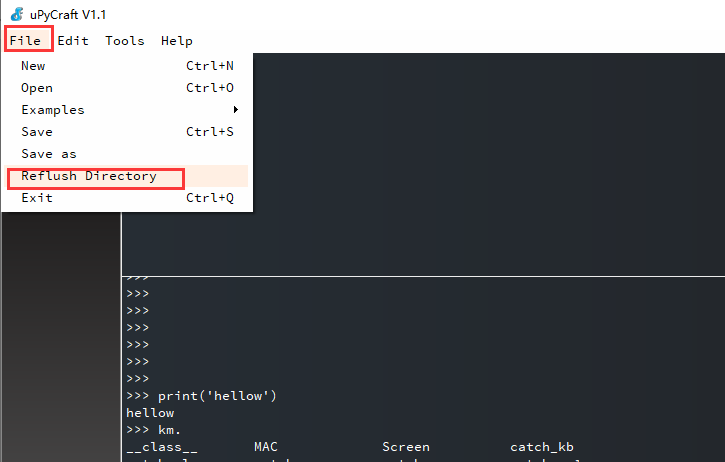 uPyCraft V1.1
File Edit Tools Help
New Ctrl+N
Open Ctrl+O
Examples
Save Ctrl+S
Save as
Reflush Directory
Exit Ctrl+Q
>>>
>>>
>>>
>>>
>>>
>>>
>>>
>>> print('hellow')
hellow
>>> km.
__class__ MAC Screen catch_kb